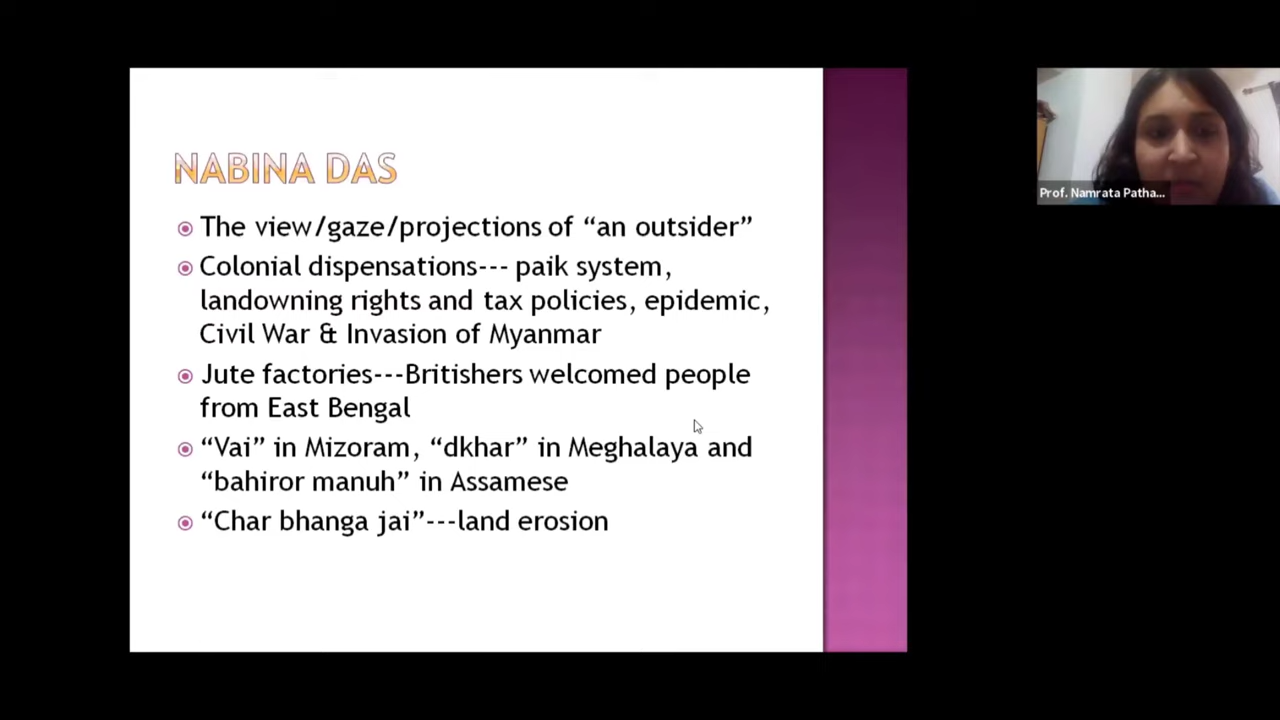 NABINA DAS
The view/gaze/projections of “an outsider”
Colonial dispensations--- paik system,
landowning rights and tax policies, epidemic,
Civil War & Invasion of Myanmar
Jute factories---Britishers welcomed people
from East Bengal
“Vai” in Mizoram, “dkhar” in Meghalaya and
“bahiror manuh” in Assamese
“Char bhanga jai”---land erosion
Prof. Namrata Patha...